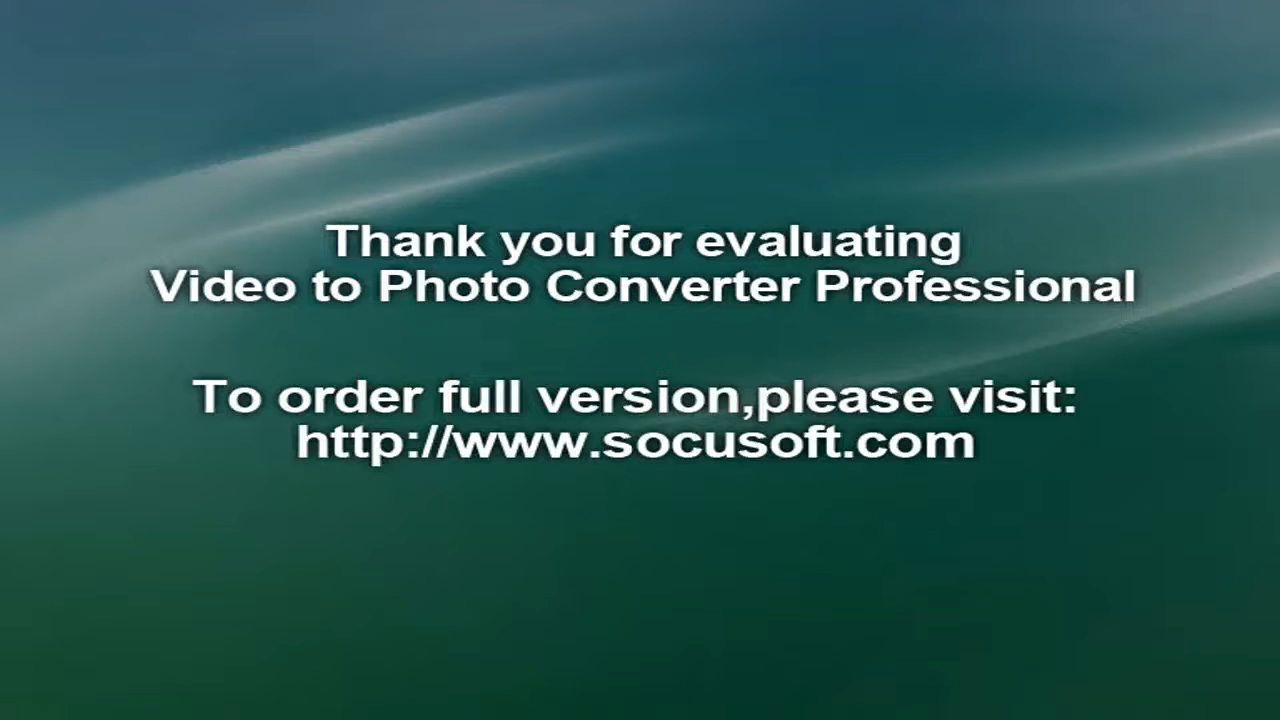 Thank you for evaluating
Video to Photo Converter Professional
To order full version,please visit:
http://www.socusoft.com